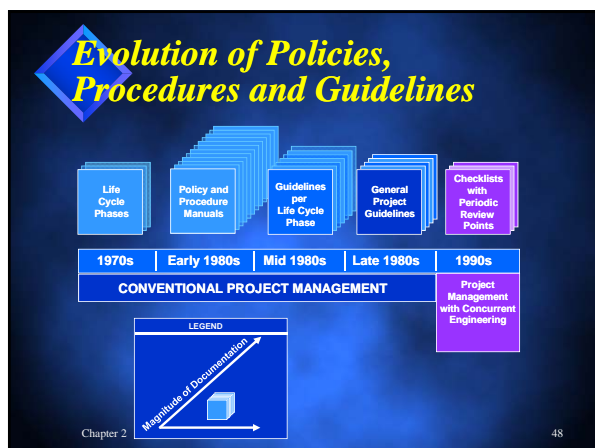 Evolution of Policies,
Procedures and Guidelines
Life
Cycle
Phases
Policy and
Procedure
Manuals
Guidelines
per
Life Cycle
Phase
General
Project
Guidelines
Checklists
with
Periodic
Review
Points
1970s
Early 1980s
Mid 1980s
Late 1980s
1990s
CONVENTIONAL PROJECT MANAGEMENT
Project
Management
with Concurrent
Engineering
LEGEND
Magnitude of Documentation
Chapter 2
48